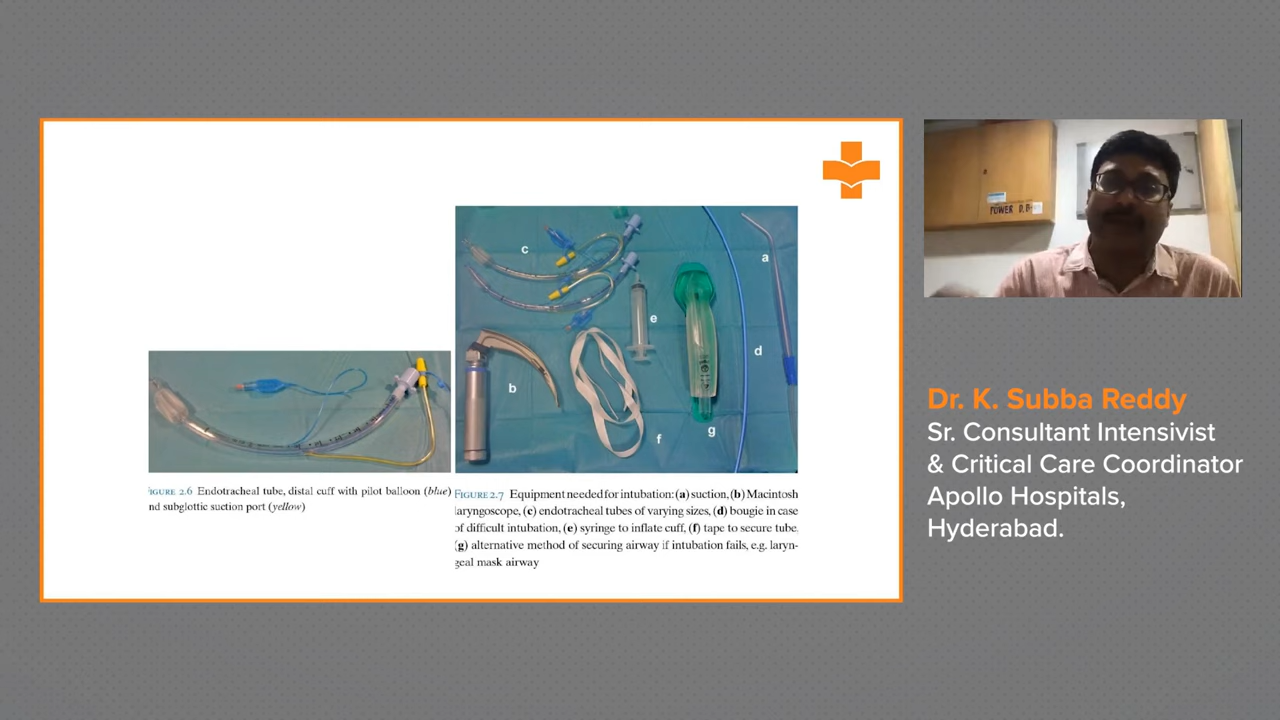 c
a
e
d
b
f
g
FIGURE 2.6 Endotracheal tube, distal cuff with pilot balloon (blue)
nd subglottic suction port (yellow)
FIGURE 2.7 Equipment needed for intubation: (a) suction, (b) Macintosh
laryngoscope, (c) endotracheal tubes of varying sizes, (d) bougie in case
of difficult intubation, (e) syringe to inflate cuff, (f) tape to secure tube.
(g) alternative method of securing airway if intubation fails, e.g. laryn-
geal mask airway
POWER D.B
Dr. K. Subba Reddy
Sr. Consultant Intensivist
& Critical Care Coordinator
Apollo Hospitals,
Hyderabad.